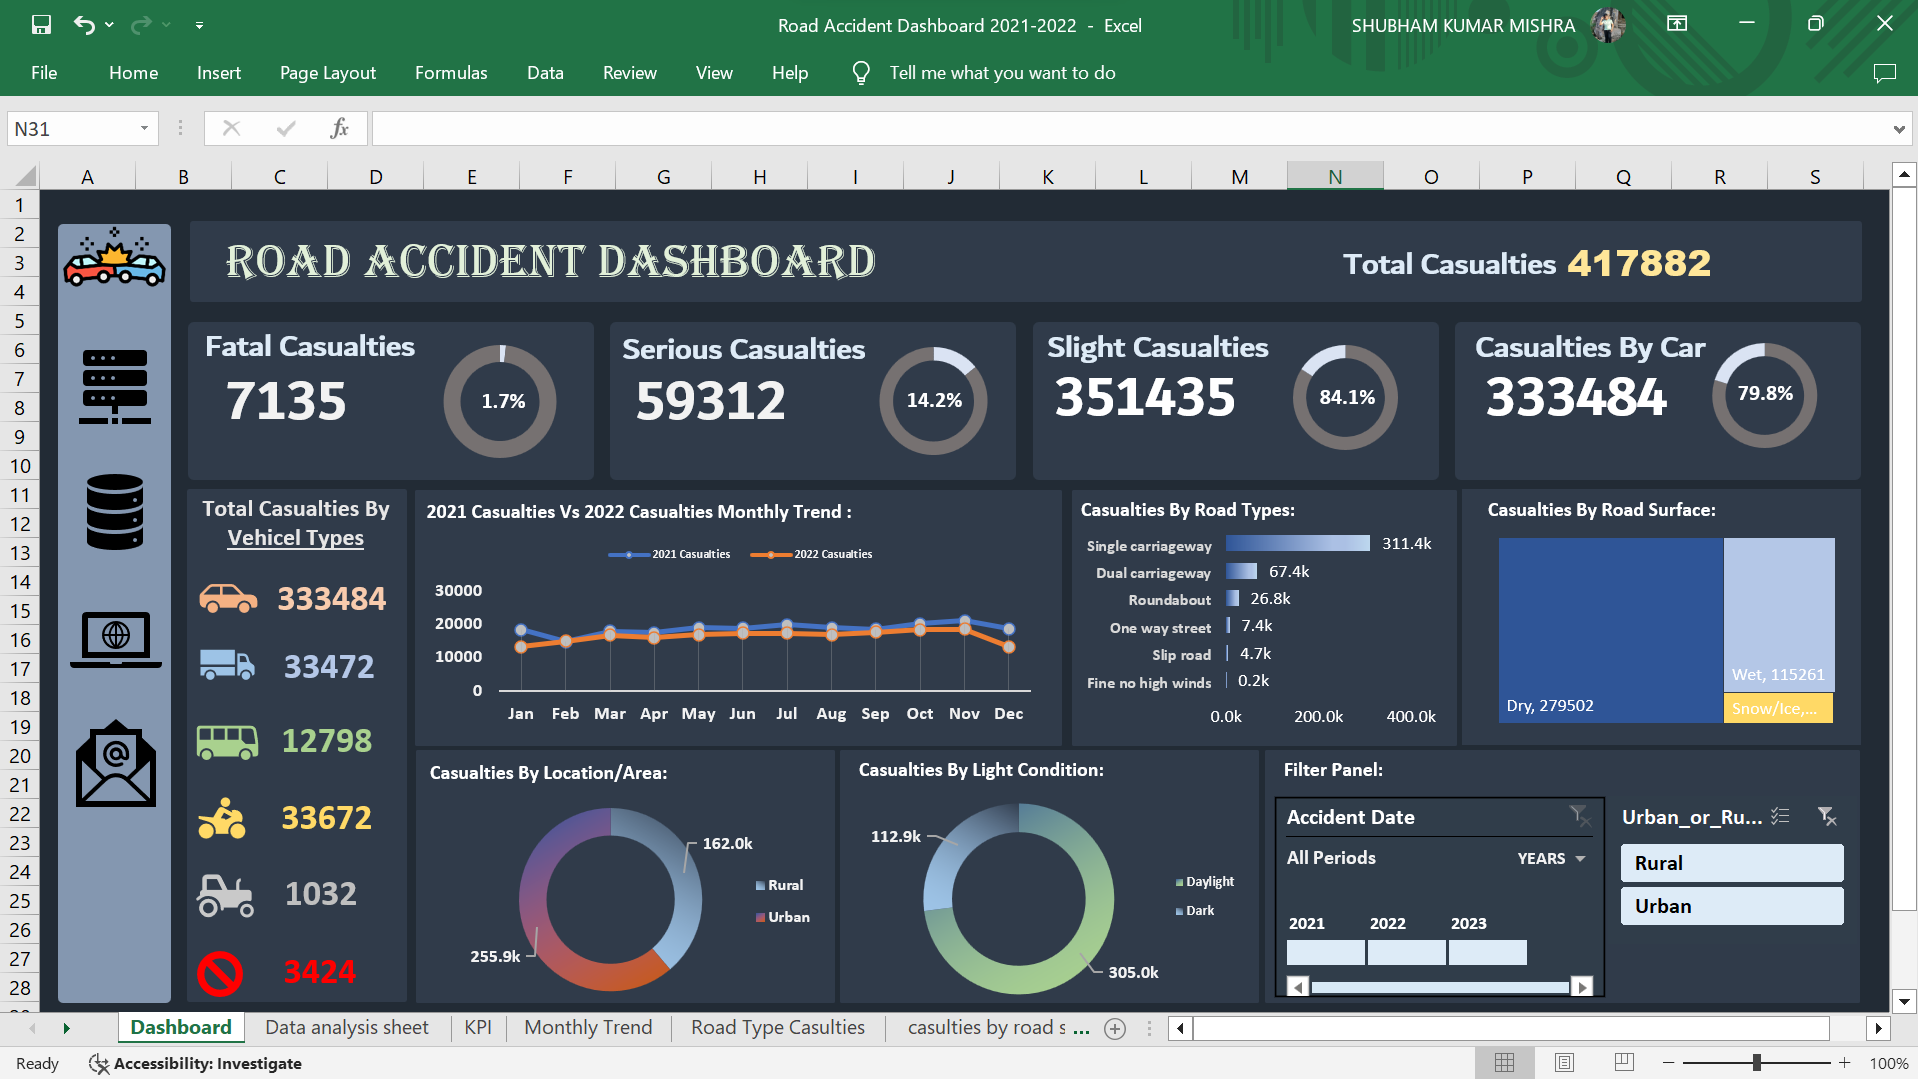 Road Accident Dashboard 2021-2022 - Excel
SHUBHAM KUMAR MISHRA
File Home Insert Page Layout Formulas Data Review View Help Tell me what you want to do
N31
fx
A B C D E F G H I J K L M N O P Q R S
1
2
3
4
5
6
7
8
9
10
11
12
13
14
15
16
17
18
19
20
21
22
23
24
25
26
27
28
ROAD ACCIDENT DASHBOARD
Total Casualties 417882
Fatal Casualties
7135
1.7%
Serious Casualties
59312
14.2%
Slight Casualties
351435
84.1%
Casualties By Car
333484
79.8%
Total Casualties By
Vehicel Types
333484
33472
12798
33672
1032
3424
2021 Casualties Vs 2022 Casualties Monthly Trend :
2021 Casualties 2022 Casualties
30000
20000
10000
0
Jan Feb Mar Apr May Jun Jul Aug Sep Oct Nov Dec
Casualties By Road Types:
Single carriageway 311.4k
Dual carriageway 67.4k
Roundabout 26.8k
One way street 7.4k
Slip road 4.7k
Fine no high winds 0.2k
0.0k 200.0k 400.0k
Casualties By Road Surface:
Dry, 279502
Wet, 115261
Snow/Ice,...
Casualties By Location/Area:
162.0k
255.9k
Rural
Urban
Casualties By Light Condition:
112.9k
305.0k
Daylight
Dark
Filter Panel:
Accident Date
All Periods YEARS
2021 2022 2023
Urban_or_Ru...
Rural
Urban
Dashboard Data analysis sheet KPI Monthly Trend Road Type Casulties casulties by road s ...
Ready Accessibility: Investigate
100%